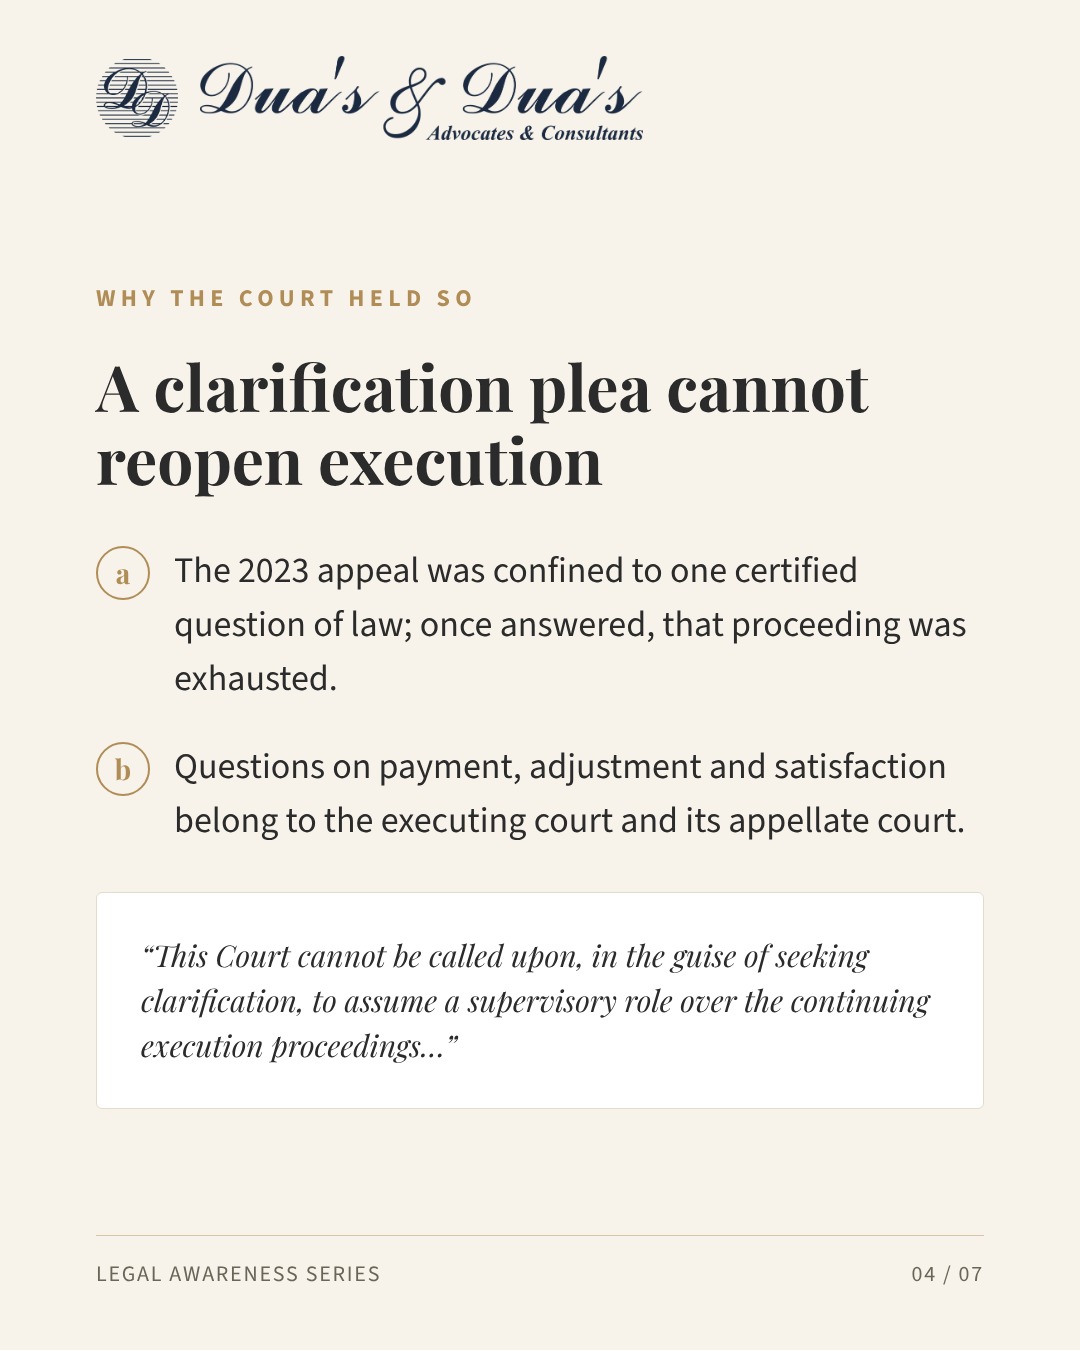 DD Dua's & Dua's
Advocates & Consultants
WHY THE COURT HELD SO
A clarification plea cannot
reopen execution
a The 2023 appeal was confined to one certified
question of law; once answered, that proceeding was
exhausted.
b Questions on payment, adjustment and satisfaction
belong to the executing court and its appellate court.
“This Court cannot be called upon, in the guise of seeking
clarification, to assume a supervisory role over the continuing
execution proceedings…”
LEGAL AWARENESS SERIES 04 / 07